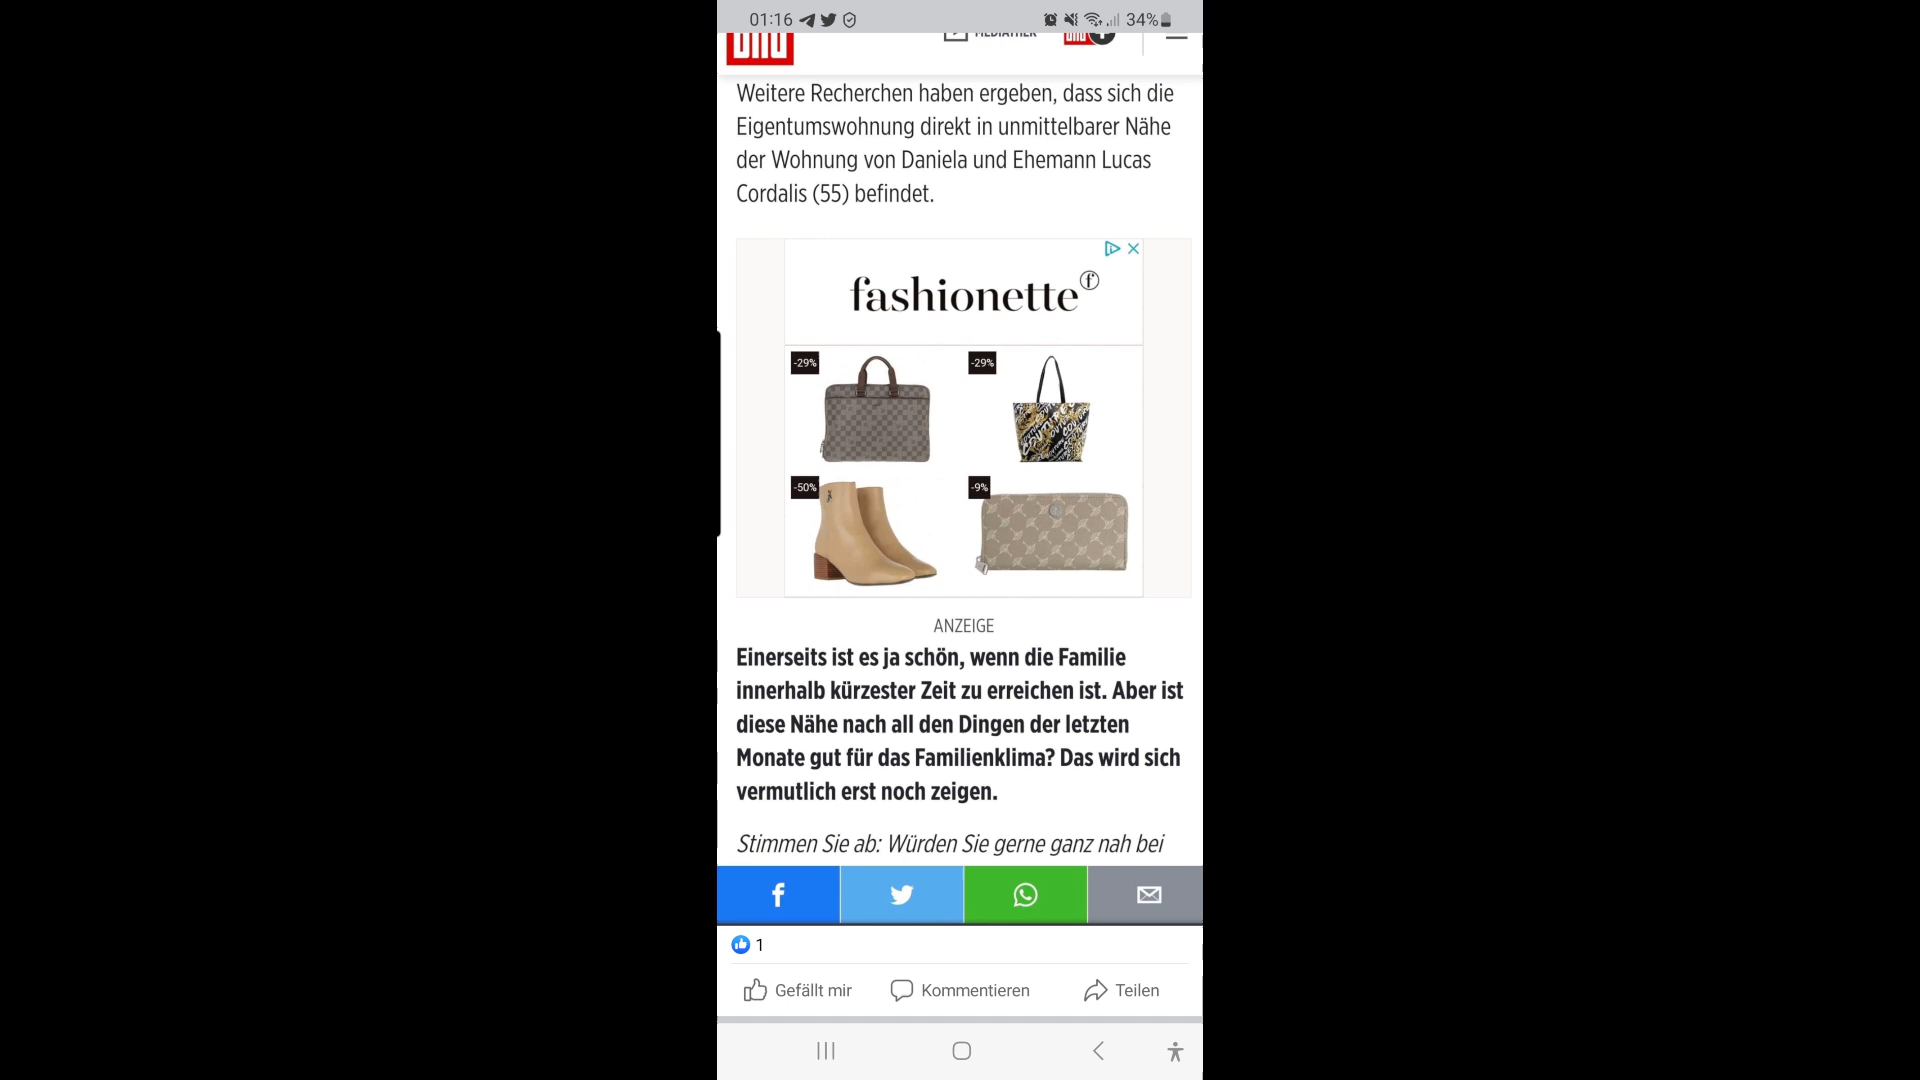 01:16 34%
BILD MEDIATHEK BILD
Weitere Recherchen haben ergeben, dass sich die
Eigentumswohnung direkt in unmittelbarer Nähe
der Wohnung von Daniela und Ehemann Lucas
Cordalis (55) befindet.
fashionette f
-29% -29%
-50% -9%
ANZEIGE
Einerseits ist es ja schön, wenn die Familie
innerhalb kürzester Zeit zu erreichen ist. Aber ist
diese Nähe nach all den Dingen der letzten
Monate gut für das Familienklima? Das wird sich
vermutlich erst noch zeigen.
Stimmen Sie ab: Würden Sie gerne ganz nah bei
1
Gefällt mir Kommentieren Teilen